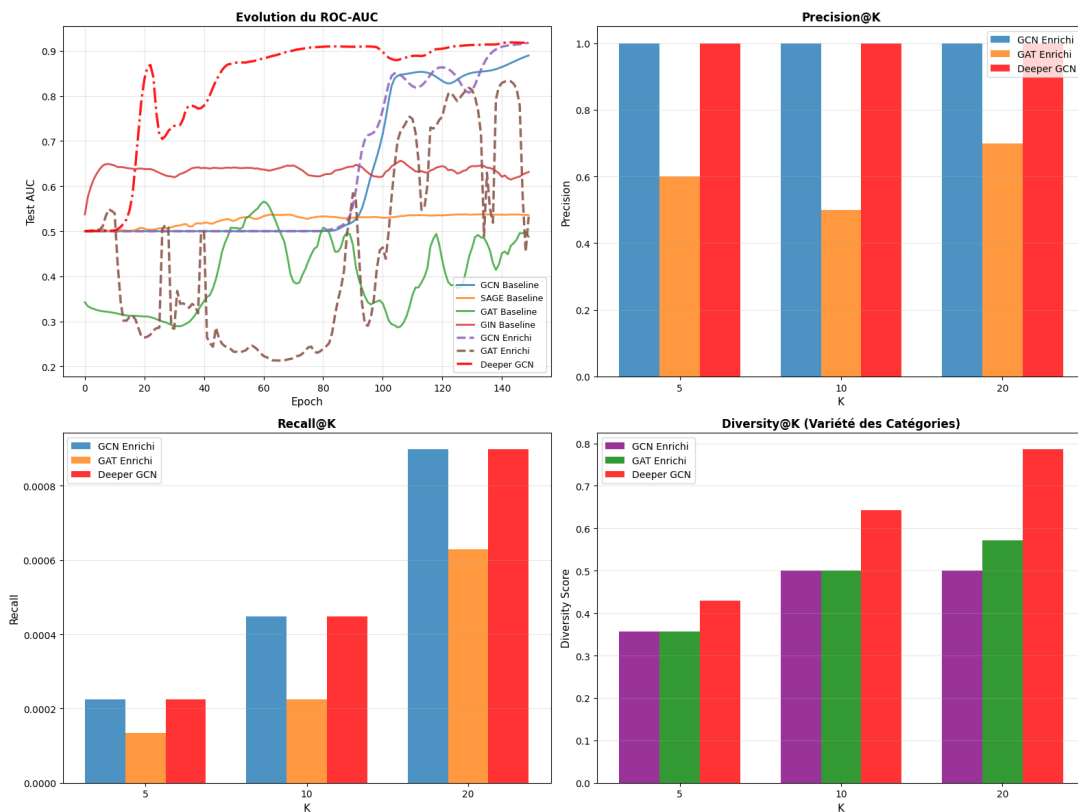 Evolution du ROC-AUC
Test AUC
0.9
0.8
0.7
0.6
0.5
0.4
0.3
0.2
0 20 40 60 80 100 120 140
Epoch
GCN Baseline
SAGE Baseline
GAT Baseline
GIN Baseline
GCN Enrichi
GAT Enrichi
Deeper GCN
Precision@K
Precision
1.0
0.8
0.6
0.4
0.2
0.0
5 10 20
K
GCN Enrichi
GAT Enrichi
Deeper GCN
Recall@K
Recall
0.0008
0.0006
0.0004
0.0002
0.0000
5 10 20
K
GCN Enrichi
GAT Enrichi
Deeper GCN
Diversity@K (Variété des Catégories)
Diversity Score
0.8
0.7
0.6
0.5
0.4
0.3
0.2
0.1
0.0
5 10 20
K
GCN Enrichi
GAT Enrichi
Deeper GCN